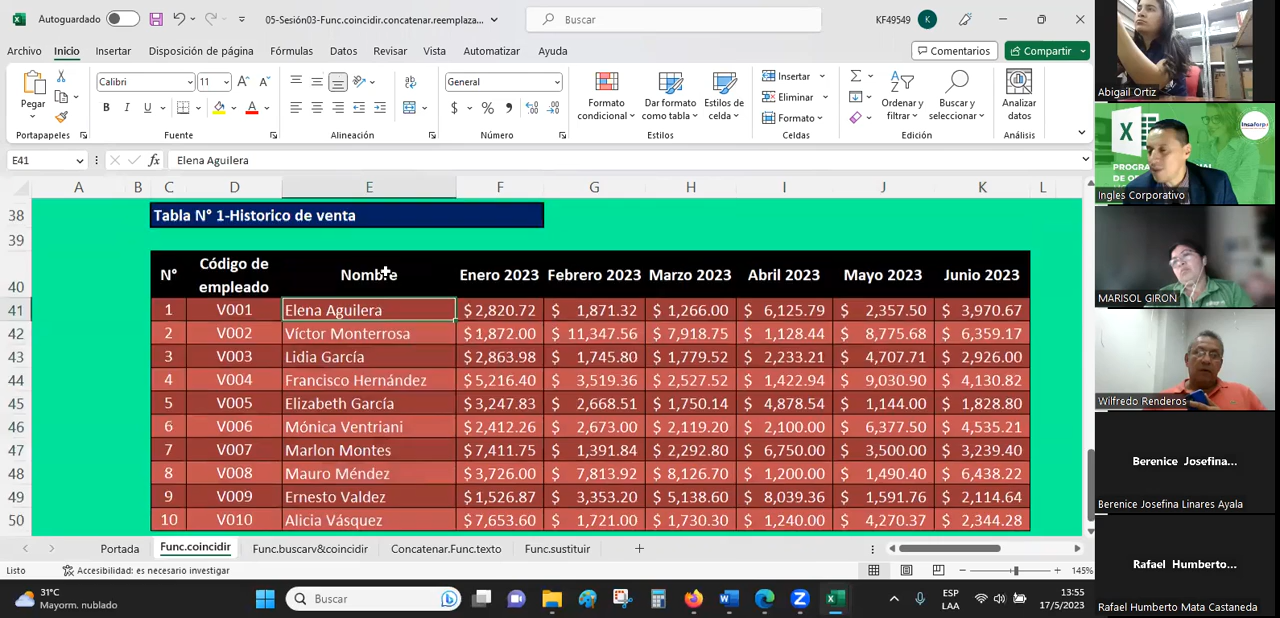 Autoguardado
05-Sesión03-Func.coincidir.concatenar.reemplaza...
Buscar
KF49549
K
Archivo Inicio Insertar Disposición de página Fórmulas Datos Revisar Vista Automatizar Ayuda
Comentarios
Compartir
Pegar
Calibri
11
N K S
General
$ % 000
Formato condicional
Dar formato como tabla
Estilos de celda
Insertar
Eliminar
Formato
Ordenar y filtrar
Buscar y seleccionar
Analizar datos
Portapapeles Fuente Alineación Número Estilos Celdas Edición Análisis
E41
fx
Elena Aguilera
A B C D E F G H I J K L
38 Tabla N° 1-Historico de venta
39
40 N° Código de empleado Nombre Enero 2023 Febrero 2023 Marzo 2023 Abril 2023 Mayo 2023 Junio 2023
41 1 V001 Elena Aguilera $ 2,820.72 $ 1,871.32 $ 1,266.00 $ 6,125.79 $ 2,357.50 $ 3,970.67
42 2 V002 Víctor Monterrosa $ 1,872.00 $ 11,347.56 $ 7,918.75 $ 1,128.44 $ 8,775.68 $ 6,359.17
43 3 V003 Lidia García $ 2,863.98 $ 1,745.80 $ 1,779.52 $ 2,233.21 $ 4,707.71 $ 2,926.00
44 4 V004 Francisco Hernández $ 5,216.40 $ 3,519.36 $ 2,527.52 $ 1,422.94 $ 9,030.90 $ 4,130.82
45 5 V005 Elizabeth García $ 3,247.83 $ 2,668.51 $ 1,750.14 $ 4,878.54 $ 1,144.00 $ 1,828.80
46 6 V006 Mónica Ventriani $ 2,412.26 $ 2,673.00 $ 2,119.20 $ 2,100.00 $ 6,377.50 $ 4,535.21
47 7 V007 Marlon Montes $ 7,411.75 $ 1,391.84 $ 2,292.80 $ 6,750.00 $ 3,500.00 $ 3,239.40
48 8 V008 Mauro Méndez $ 3,726.00 $ 7,813.92 $ 8,126.70 $ 1,200.00 $ 1,490.40 $ 6,438.22
49 9 V009 Ernesto Valdez $ 1,526.87 $ 3,353.20 $ 5,138.60 $ 8,039.36 $ 1,591.76 $ 2,114.64
50 10 V010 Alicia Vásquez $ 7,653.60 $ 1,721.00 $ 1,730.30 $ 1,240.00 $ 4,270.37 $ 2,344.28
Portada Func.coincidir Func.buscarv&coincidir Concatenar.Func.texto Func.sustituir
Listo
Accesibilidad: es necesario investigar
145%
31°C
Mayorm. nublado
Buscar
ESP
LAA
13:55
17/5/2023
Abigail Ortiz
Insaforp
Ingles Corporativo
MARISOL GIRON
Wilfredo Renderos
Berenice Josefina...
Berenice Josefina Linares Ayala
Rafael Humberto...
Rafael Humberto Mata Castaneda